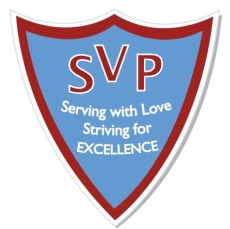 SVP
Serving with Love
Striving for
EXCELLENCE